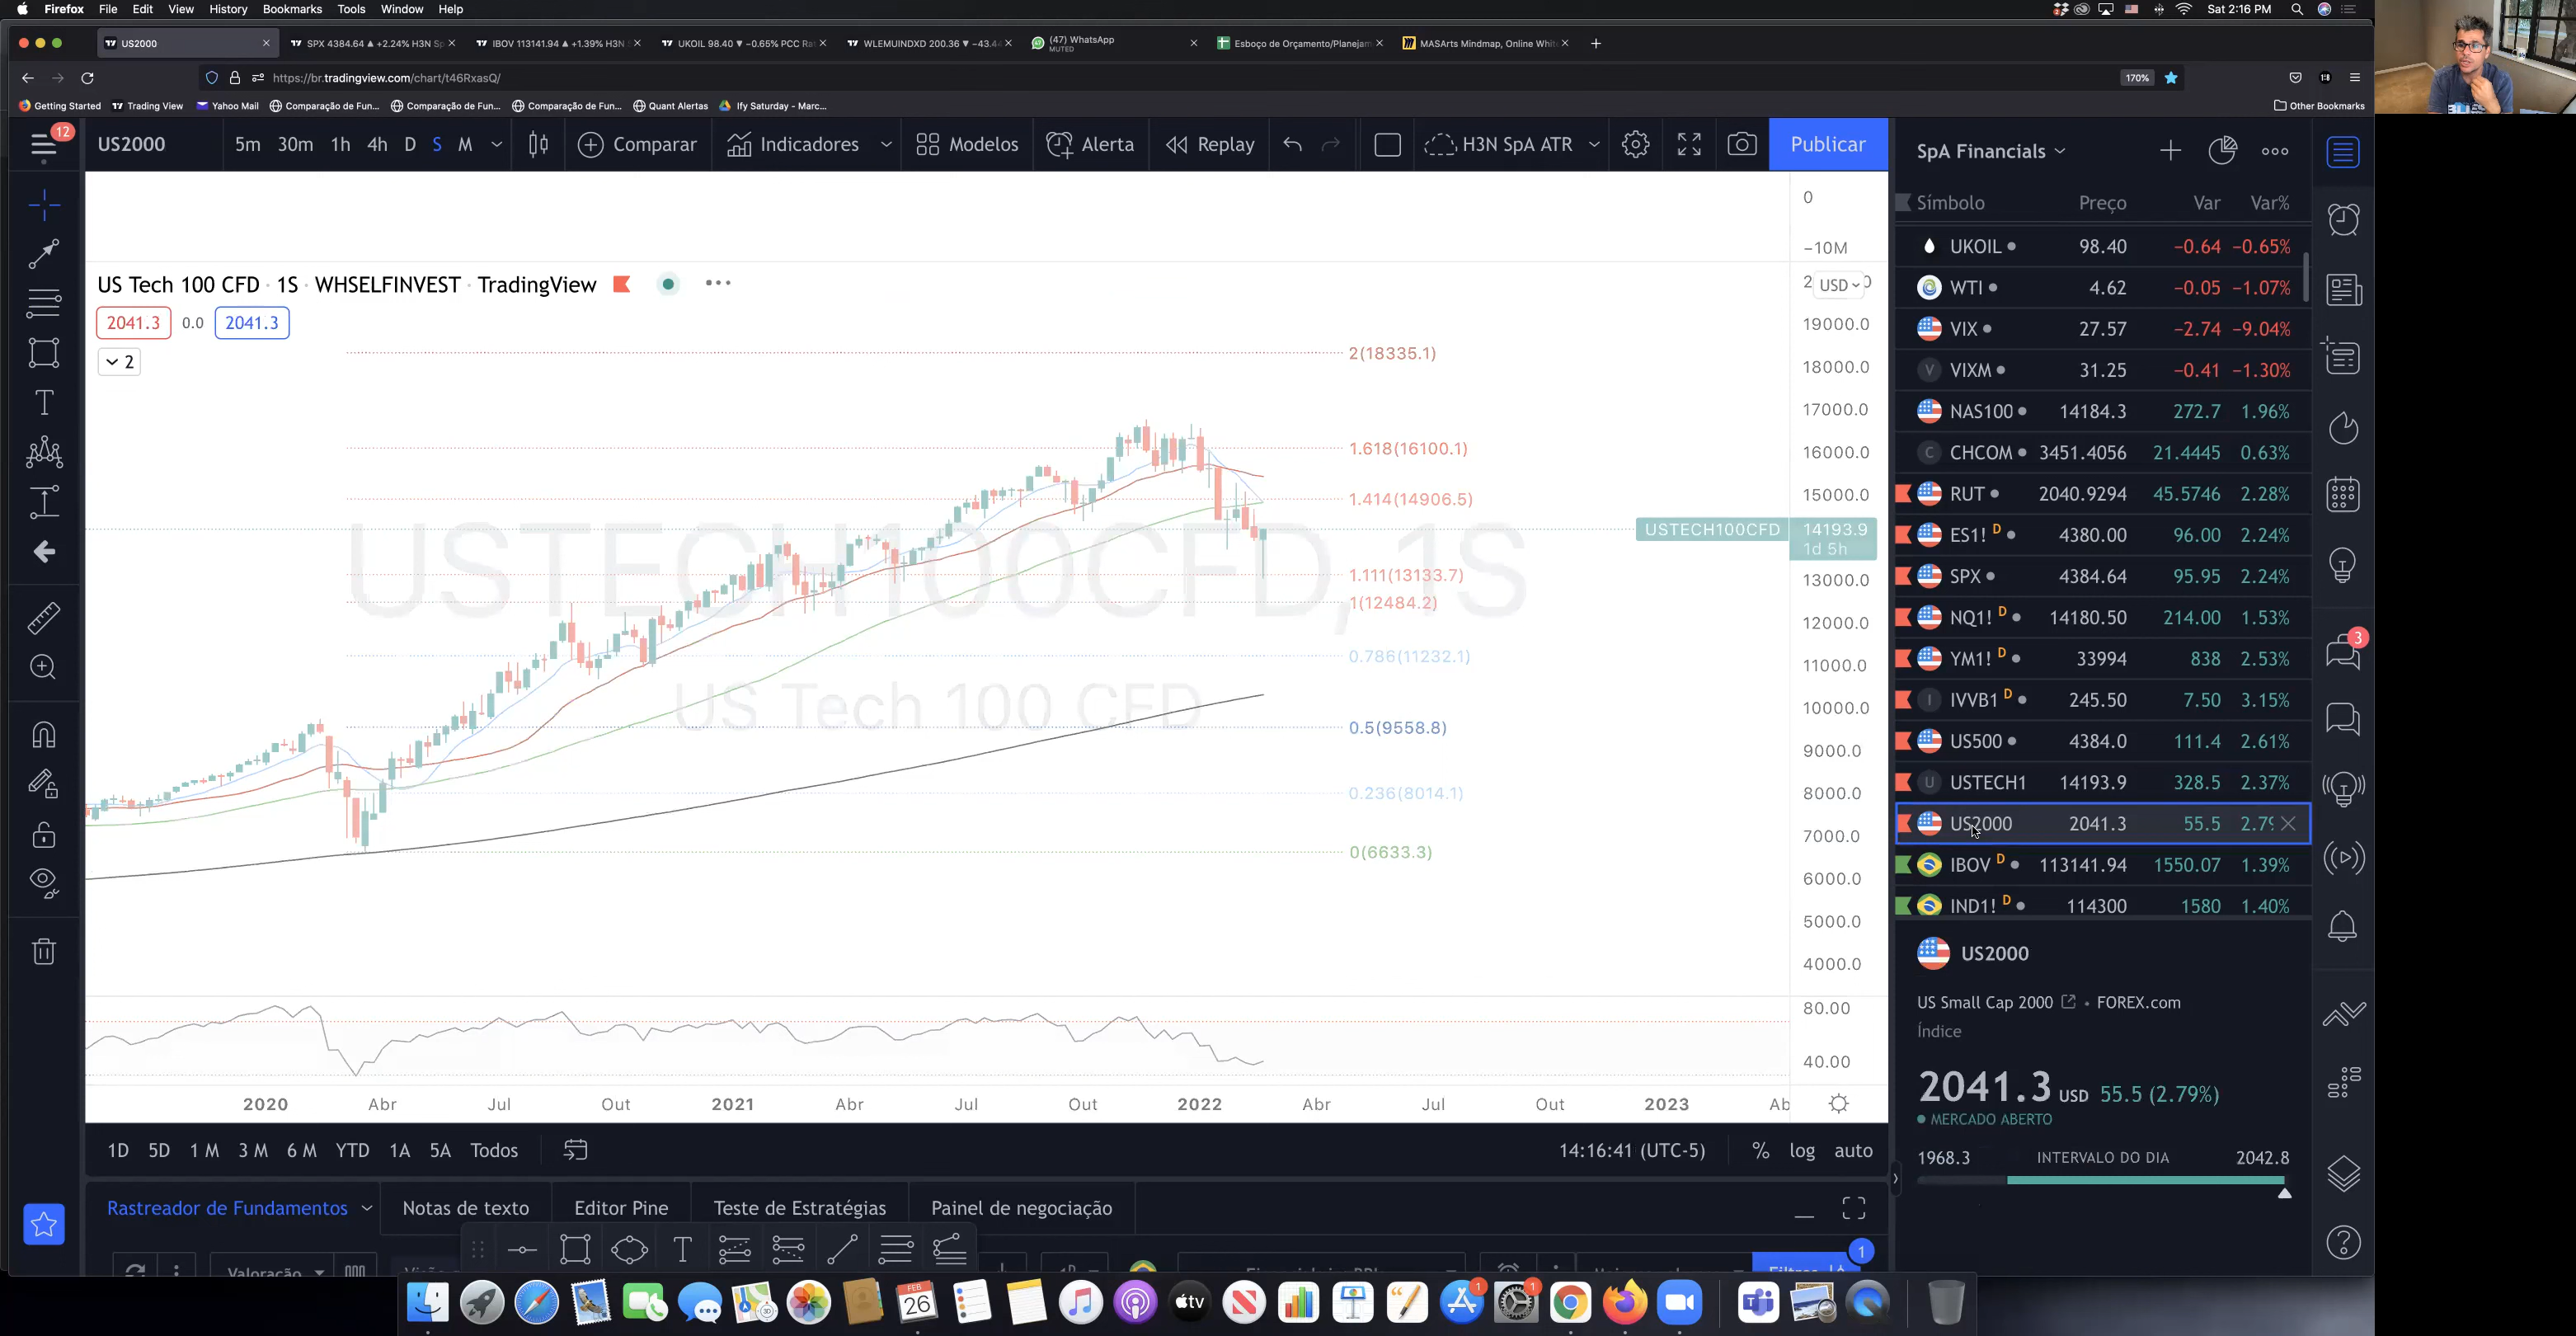 Firefox File Edit View History Bookmarks Tools Window Help
Sat 2:16 PM
US2000
SPX 4384.64 ▲ +2.24% H3N Sp
IBOV 113141.94 ▲ +1.39% H3N
UKOIL 98.40 ▼ −0.65% PCC Ra
WLEMUINDXD 200.36 ▼ −43.4
(47) WhatsApp
MUTED
Esboço de Orçamento/Planejam
MASArts Mindmap, Online Whit
https://br.tradingview.com/chart/t46RxasQ/
170%
Getting Started
Trading View
Yahoo Mail
Comparação de Fun...
Comparação de Fun...
Comparação de Fun...
Quant Alertas
Ify Saturday - Marc...
Other Bookmarks
12
US2000 5m 30m 1h 4h D S M
Comparar
Indicadores
Modelos
Alerta
Replay
H3N SpA ATR
Publicar
SpA Financials
Símbolo Preço Var Var%
UKOIL 98.40 −0.64 −0.65%
WTI 4.62 −0.05 −1.07%
VIX 27.57 −2.74 −9.04%
V VIXM 31.25 −0.41 −1.30%
NAS100 14184.3 272.7 1.96%
C CHCOM 3451.4056 21.4445 0.63%
RUT 2040.9294 45.5746 2.28%
ES1! D 4380.00 96.00 2.24%
SPX 4384.64 95.95 2.24%
NQ1! D 14180.50 214.00 1.53%
YM1! D 33994 838 2.53%
I IVVB1 D 245.50 7.50 3.15%
US500 4384.0 111.4 2.61%
U USTECH1 14193.9 328.5 2.37%
US2000 2041.3 55.5
IBOV D 113141.94 1550.07 1.39%
IND1! D 114300 1580 1.40%
US2000
US Small Cap 2000 • FOREX.com
Índice
2041.3 USD 55.5 (2.79%)
MERCADO ABERTO
1968.3 INTERVALO DO DIA 2042.8
3
US Tech 100 CFD · 1S · WHSELFINVEST · TradingView
2041.3 0.0 2041.3
2
USTECH100CFD, 1S
US Tech 100 CFD
2(18335.1)
1.618(16100.1)
1.414(14906.5)
1.111(13133.7)
1(12484.2)
0.786(11232.1)
0.5(9558.8)
0.236(8014.1)
0(6633.3)
USTECH100CFD 14193.9
1d 5h
0
−10M
USD
19000.0
18000.0
17000.0
16000.0
15000.0
13000.0
12000.0
11000.0
10000.0
9000.0
8000.0
7000.0
6000.0
5000.0
4000.0
80.00
40.00
2020 Abr Jul Out 2021 Abr Jul Out 2022 Abr Jul Out 2023 Ab
1D 5D 1 M 3 M 6 M YTD 1A 5A Todos
14:16:41 (UTC-5)
% log auto
Rastreador de Fundamentos
Notas de texto
Editor Pine
Teste de Estratégias
Painel de negociação
Valoração
1
FEB
26
tv
1
1